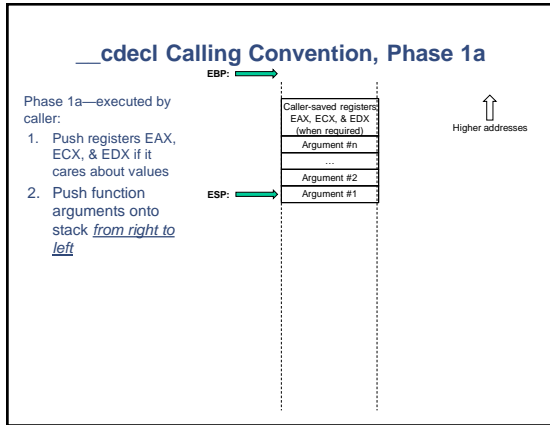 __cdecl Calling Convention, Phase 1a
EBP:
Phase 1a—executed by
caller:
1. Push registers EAX,
ECX, & EDX if it
cares about values
2. Push function
arguments onto
stack from right to
left
Caller-saved registers
EAX, ECX, & EDX
(when required)
Argument #n
…
Argument #2
ESP:
Argument #1
Higher addresses